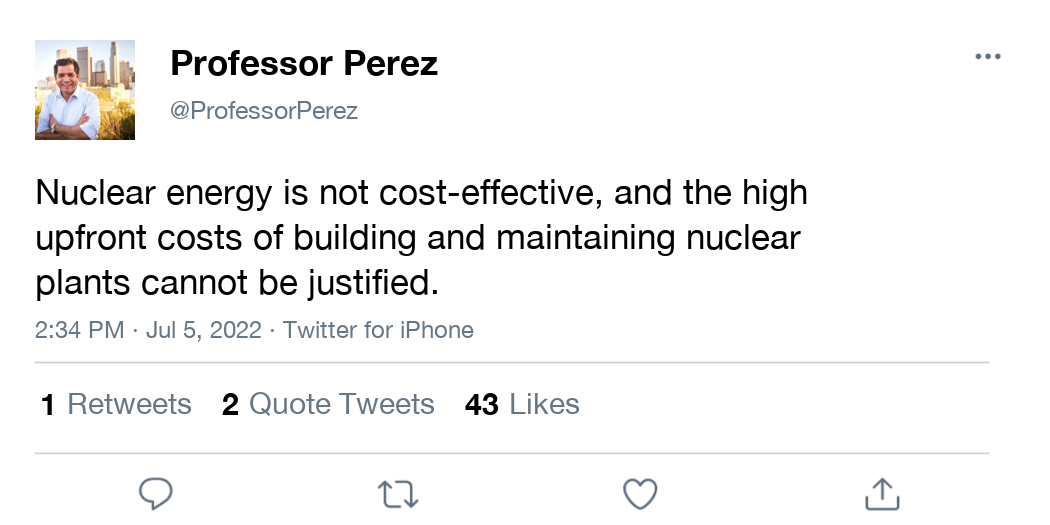 Professor Perez
@ProfessorPerez
Nuclear energy is not cost-effective, and the high
upfront costs of building and maintaining nuclear
plants cannot be justified.
2:34 PM · Jul 5, 2022 · Twitter for iPhone
1 Retweets 2 Quote Tweets 43 Likes